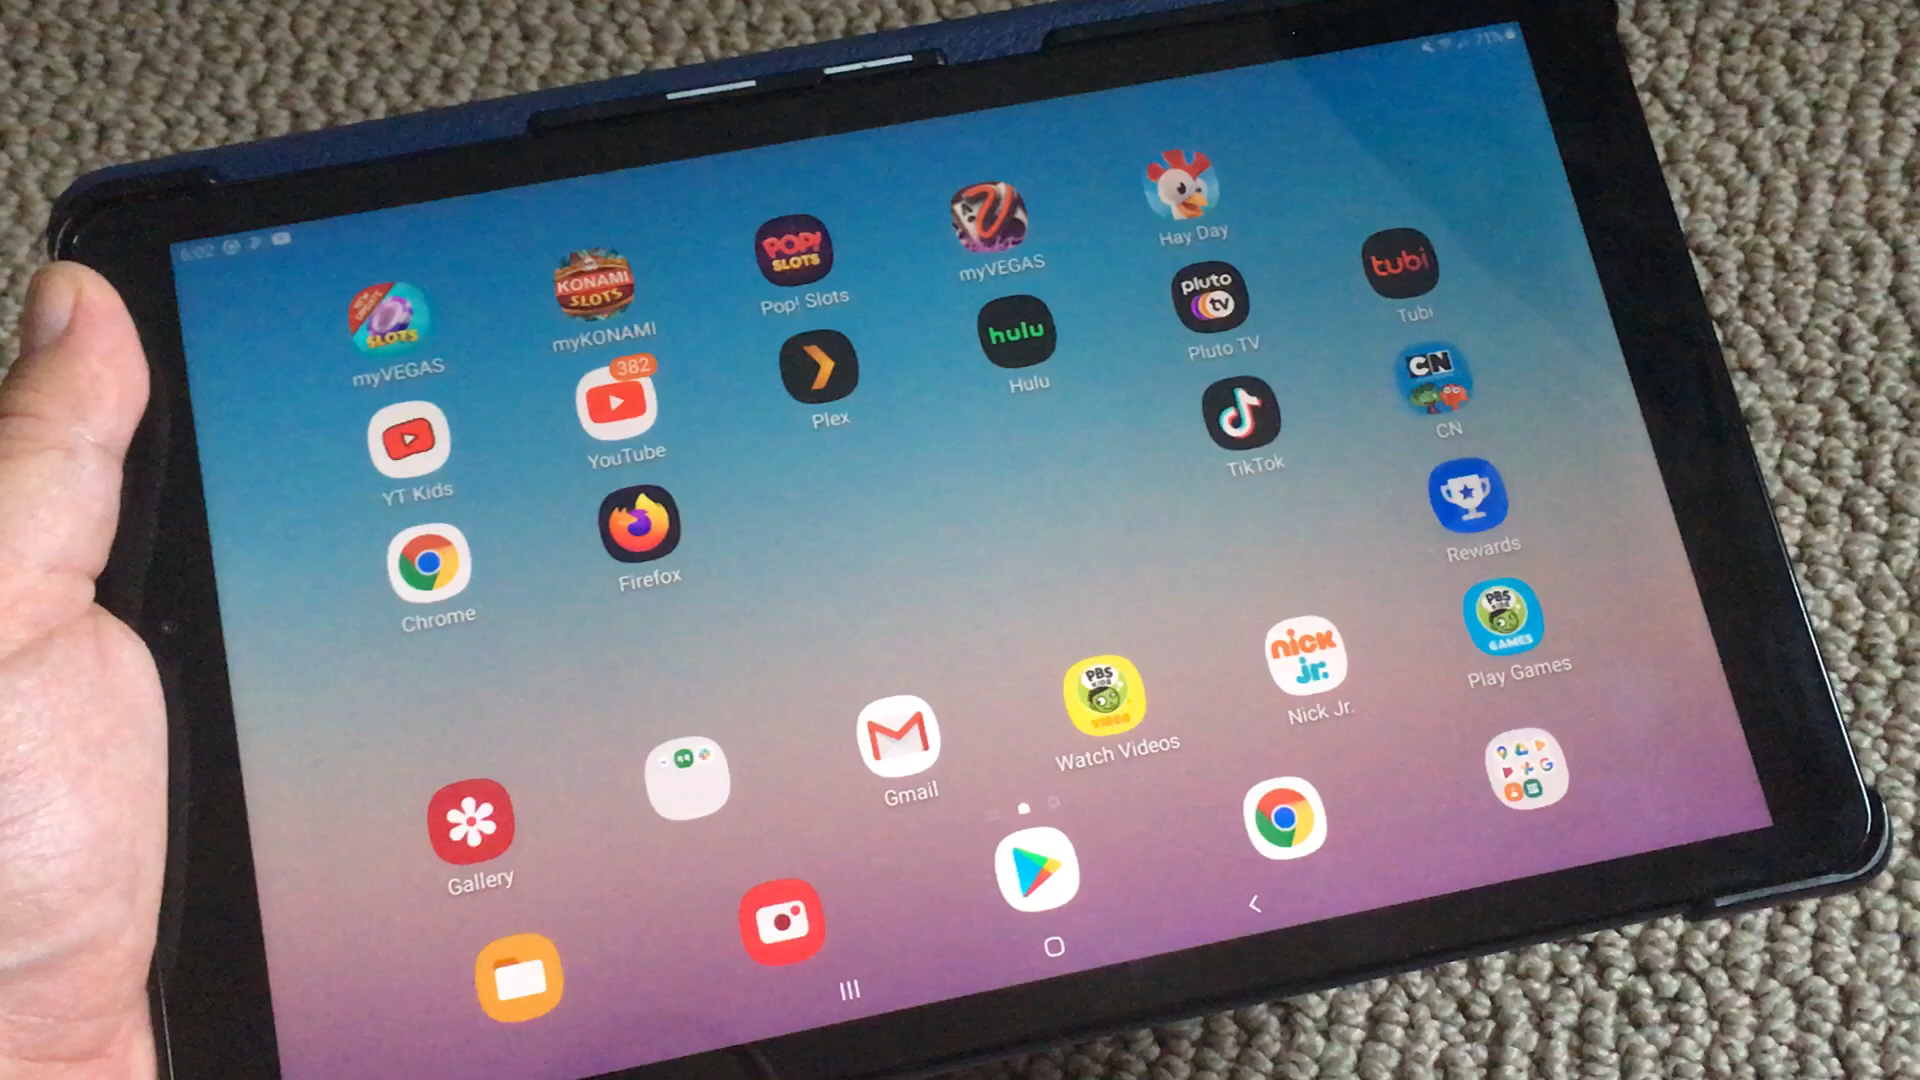 6:02
71%
NEW UPDATE
SLOTS
myVEGAS
KONAMI
SLOTS
myKONAMI
POP!
SLOTS
Pop! Slots
A
myVEGAS
Hay Day
YT Kids
382
YouTube
Plex
hulu
Hulu
pluto
tv
Pluto TV
tubi
Tubi
Chrome
Firefox
TikTok
CN
CN
Rewards
Gallery
Gmail
PBS
KIDS
VIDEO
Watch Videos
nick
jr.
Nick Jr.
PBS
KIDS
GAMES
Play Games